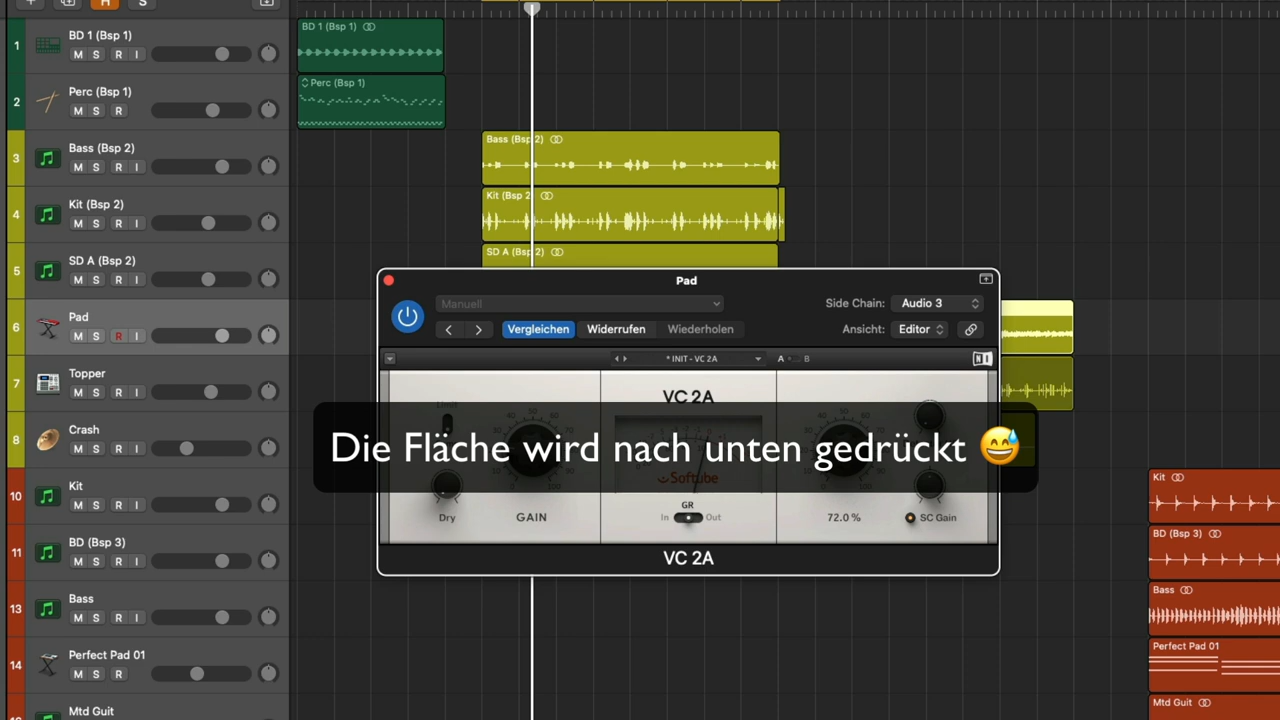 H
S
1
BD 1 (Bsp 1)
M S R I
BD 1 (Bsp 1)
2
Perc (Bsp 1)
M S R
Perc (Bsp 1)
3
Bass (Bsp 2)
M S R I
Bass (Bsp 2)
4
Kit (Bsp 2)
M S R I
Kit (Bsp 2)
5
SD A (Bsp 2)
M S R I
SD A (Bsp 2)
6
Pad
M S R I
7
Topper
M S R I
8
Crash
M S R I
10
Kit
M S R I
11
BD (Bsp 3)
M S R I
13
Bass
M S R I
14
Perfect Pad 01
M S R
Mtd Guit
Pad
Manuell
Side Chain: Audio 3
Vergleichen Widerrufen Wiederholen
Ansicht: Editor
* INIT - VC 2A
A B
VC 2A
Die Fläche wird nach unten gedrückt 😅
Softube
Dry
GAIN
GR
In Out
72.0 %
SC Gain
VC 2A
Kit
BD (Bsp 3)
Bass
Perfect Pad 01
Mtd Guit